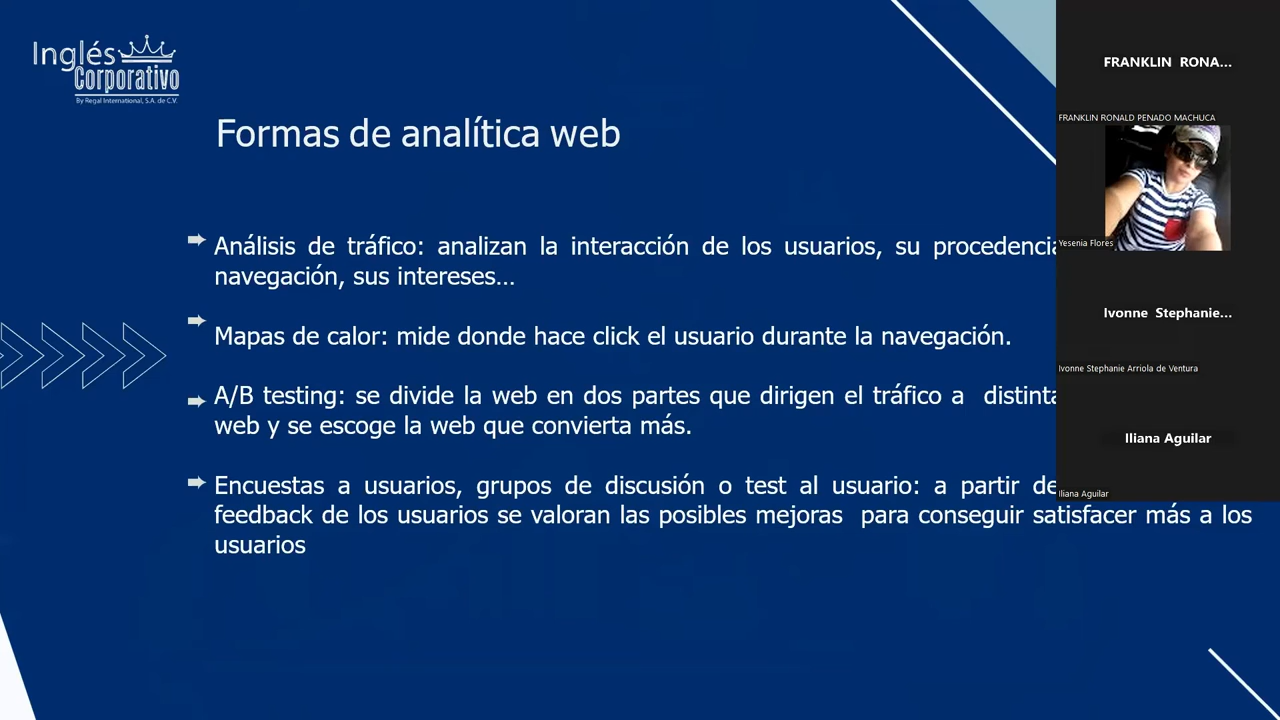 Inglés
Corporativo
By Regal International, S.A. de C.V.
Formas de analítica web
Análisis de tráfico: analizan la interacción de los usuarios, su procedencia
navegación, sus intereses...
Mapas de calor: mide donde hace click el usuario durante la navegación.
A/B testing: se divide la web en dos partes que dirigen el tráfico a distinta
web y se escoge la web que convierta más.
Encuestas a usuarios, grupos de discusión o test al usuario: a partir de
feedback de los usuarios se valoran las posibles mejoras para conseguir satisfacer más a los
usuarios
FRANKLIN RONA...
FRANKLIN RONALD PENADO MACHUCA
Yesenia Flores
Ivonne Stephanie...
Ivonne Stephanie Arriola de Ventura
Iliana Aguilar
Iliana Aguilar